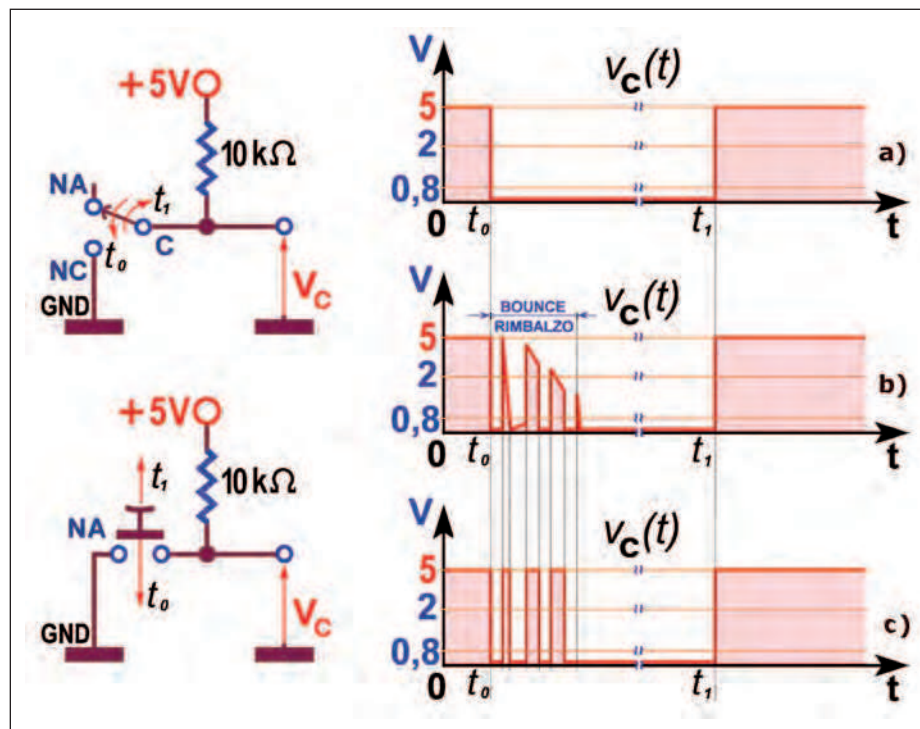 +5V
10 kΩ
NA
t₁
C
t₀
NC
GND
Vc
+5V
10 kΩ
t₁
NA
t₀
GND
Vc
V
vc(t)
5
2
0,8
0
t₀
t₁
t
a)
V
BOUNCE
RIMBALZO
vc(t)
5
2
0,8
0
t₀
t₁
t
b)
V
vc(t)
5
2
0,8
0
t₀
t₁
t
c)